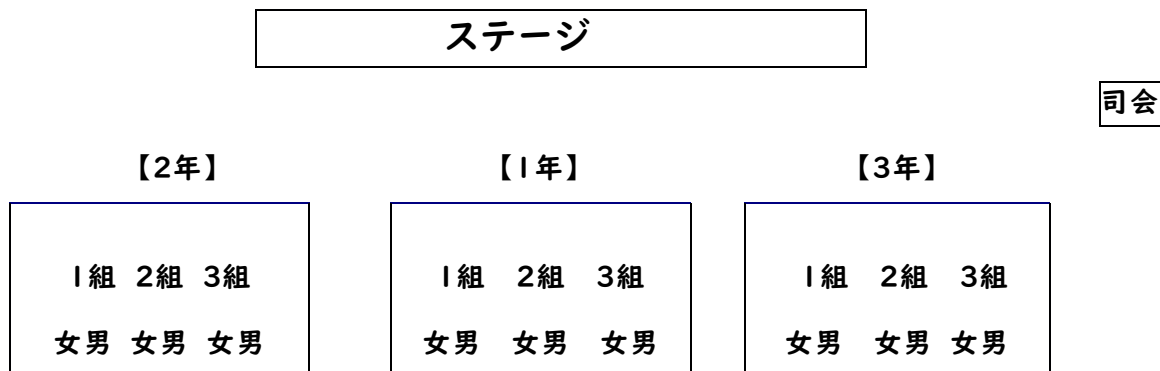 ステージ
司会
【2年】 【1年】 【3年】
1組 2組 3組 1組 2組 3組 1組 2組 3組
女男 女男 女男 女男 女男 女男 女男 女男 女男